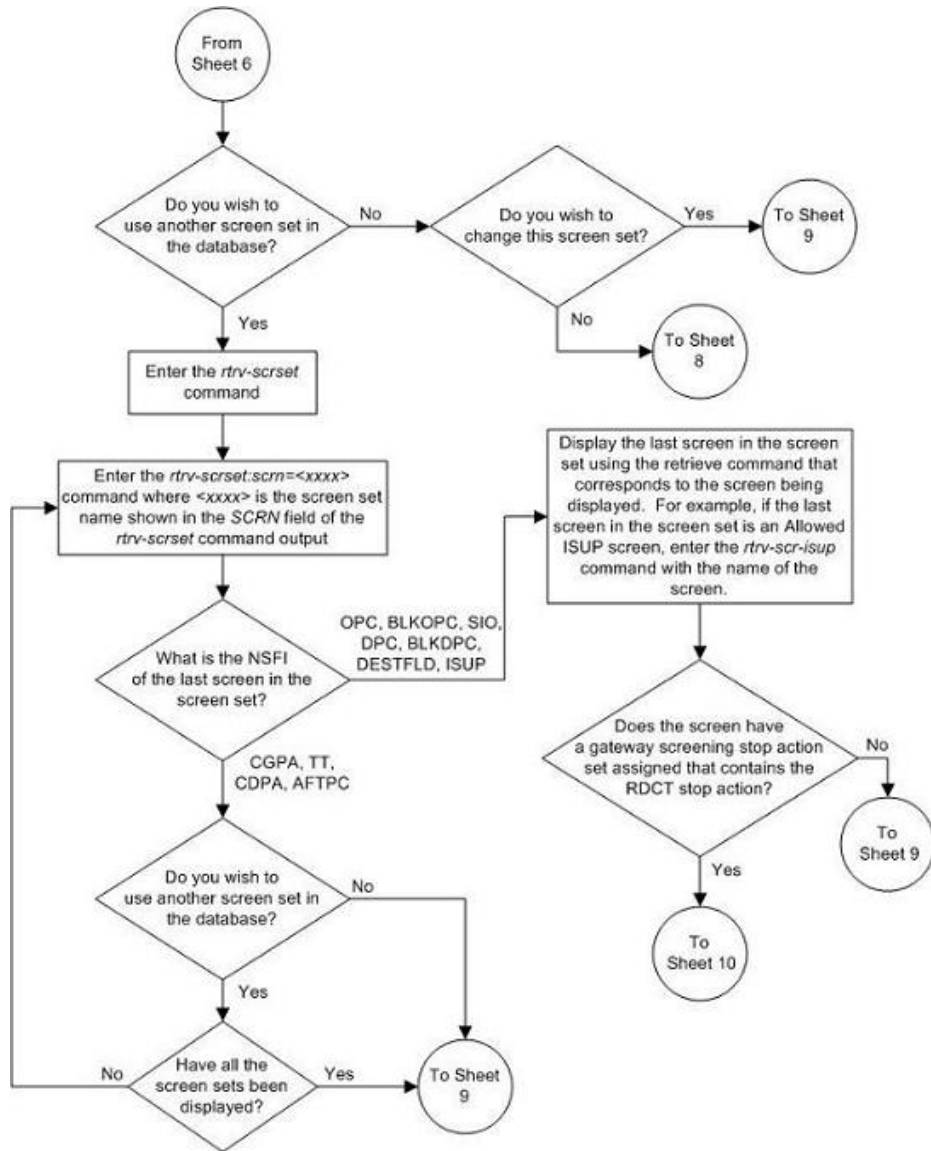 From
Sheet 6
Do you wish to
use another screen set in
the database?
No
Do you wish to
change this screen set?
Yes
To Sheet
9
Yes
No
To Sheet
8
Enter the rtrv-scrset
command
Enter the rtrv-scrset:scrn=<xxxx>
command where <xxxx> is the screen set
name shown in the SCRN field of the
rtrv-scrset command output
Display the last screen in the screen
set using the retrieve command that
corresponds to the screen being
displayed. For example, if the last
screen in the screen set is an Allowed
ISUP screen, enter the rtrv-scr-isup
command with the name of the
screen.
What is the NSFI
of the last screen in the
screen set?
OPC, BLKOPC, SIO,
DPC, BLKDPC,
DESTFLD, ISUP
Does the screen have
a gateway screening stop action
set assigned that contains the
RDCT stop action?
No
To
Sheet 9
Yes
To
Sheet 10
CGPA, TT,
CDPA, AFTPC
Do you wish to
use another screen set in
the database?
No
Yes
Have all the
screen sets been
displayed?
No
Yes
To Sheet
9